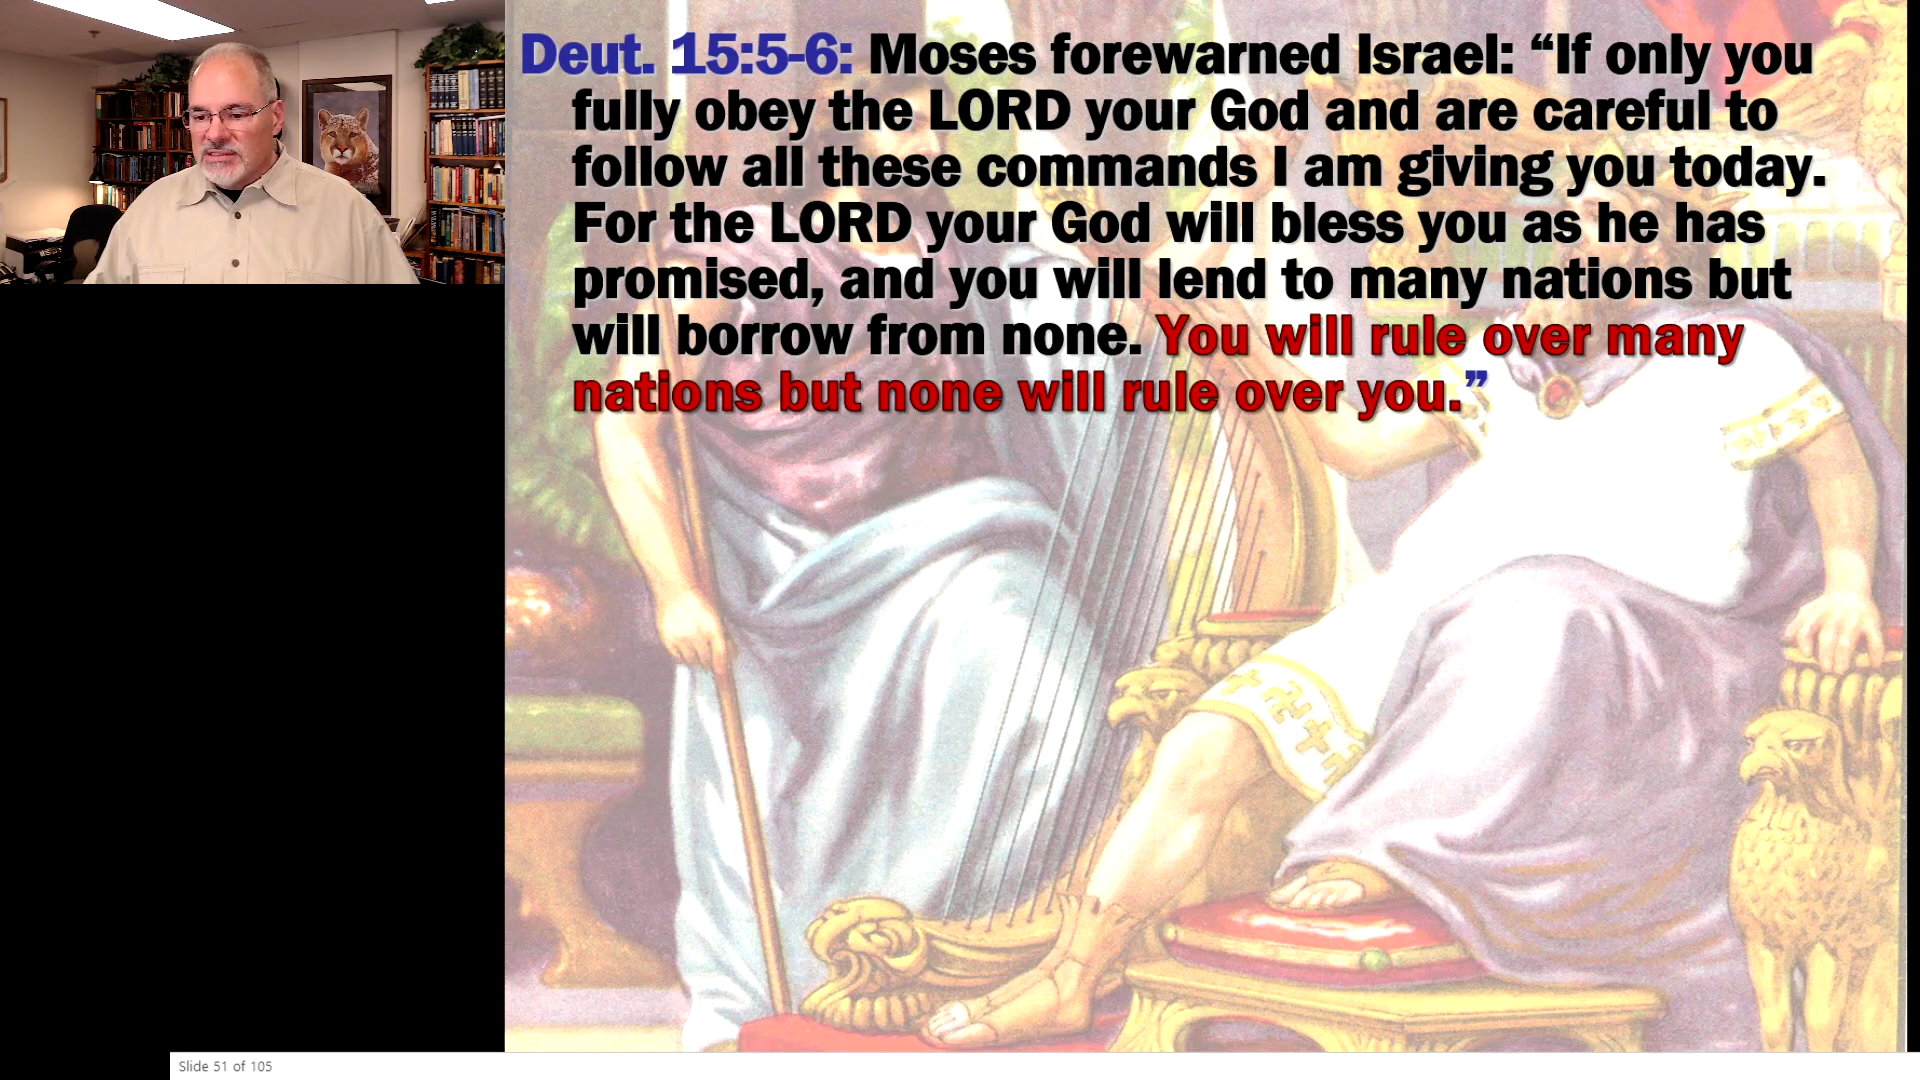 Deut. 15:5-6: Moses forewarned Israel: “If only you
fully obey the LORD your God and are careful to
follow all these commands I am giving you today.
For the LORD your God will bless you as he has
promised, and you will lend to many nations but
will borrow from none. You will rule over many
nations but none will rule over you.”
Slide 51 of 105